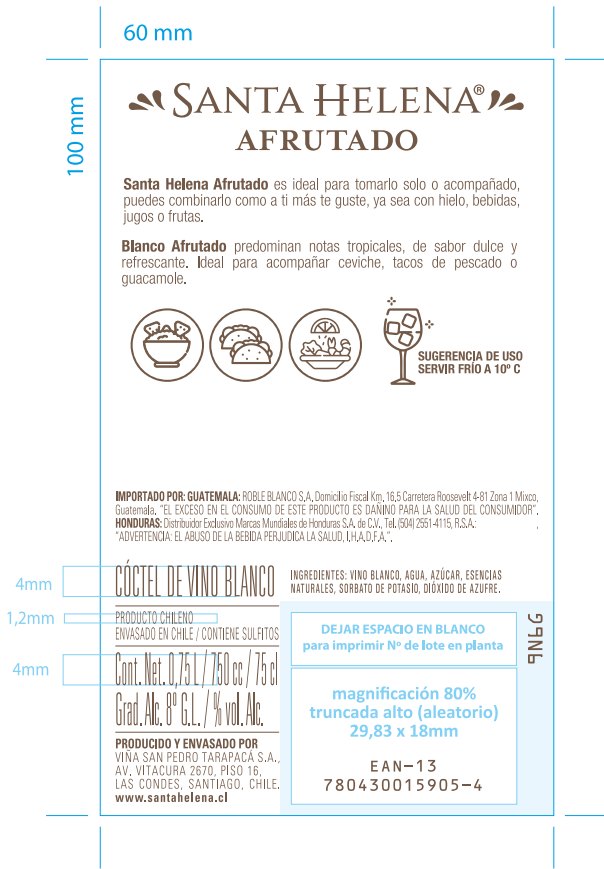 60 mm
100 mm
SANTA HELENA®
AFRUTADO
Santa Helena Afrutado es ideal para tomarlo solo o acompañado,
puedes combinarlo como a ti más te guste, ya sea con hielo, bebidas,
jugos o frutas.
Blanco Afrutado predominan notas tropicales, de sabor dulce y
refrescante. Ideal para acompañar ceviche, tacos de pescado o
guacamole.
SUGERENCIA DE USO
SERVIR FRÍO A 10º C
IMPORTADO POR: GUATEMALA: ROBLE BLANCO S.A. Domicilio Fiscal Km. 16,5 Carretera Roosevelt 4-81 Zona 1 Mixco,
Guatemala. "EL EXCESO EN EL CONSUMO DE ESTE PRODUCTO ES DAÑINO PARA LA SALUD DEL CONSUMIDOR".
HONDURAS: Distribuidor Exclusivo Marcas Mundiales de Honduras S.A. de C.V., Tel. (504) 2551-4115, R.S.A.: ,
"ADVERTENCIA: EL ABUSO DE LA BEBIDA PERJUDICA LA SALUD, I.H.A.D.F.A.".
4mm
CÓCTEL DE VINO BLANCO
INGREDIENTES: VINO BLANCO, AGUA, AZÚCAR, ESENCIAS
NATURALES, SORBATO DE POTASIO, DIÓXIDO DE AZUFRE.
1,2mm
PRODUCTO CHILENO
ENVASADO EN CHILE / CONTIENE SULFITOS
4mm
Cont. Net. 0,75 L / 750 cc / 75 cl
Grad. Alc. 8° G.L. / % vol. Alc.
PRODUCIDO Y ENVASADO POR
VIÑA SAN PEDRO TARAPACÁ S.A.,
AV. VITACURA 2670, PISO 16,
LAS CONDES, SANTIAGO, CHILE.
www.santahelena.cl
DEJAR ESPACIO EN BLANCO
para imprimir Nº de lote en planta
magnificación 80%
truncada alto (aleatorio)
29,83 x 18mm
EAN-13
780430015905-4